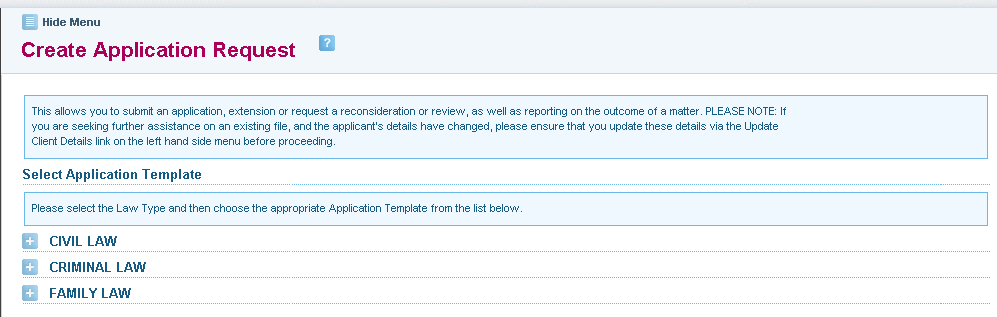 Hide Menu
Create Application Request
?
This allows you to submit an application, extension or request a reconsideration or review, as well as reporting on the outcome of a matter. PLEASE NOTE: If
you are seeking further assistance on an existing file, and the applicant's details have changed, please ensure that you update these details via the Update
Client Details link on the left hand side menu before proceeding.
Select Application Template
Please select the Law Type and then choose the appropriate Application Template from the list below.
+ CIVIL LAW
+ CRIMINAL LAW
+ FAMILY LAW